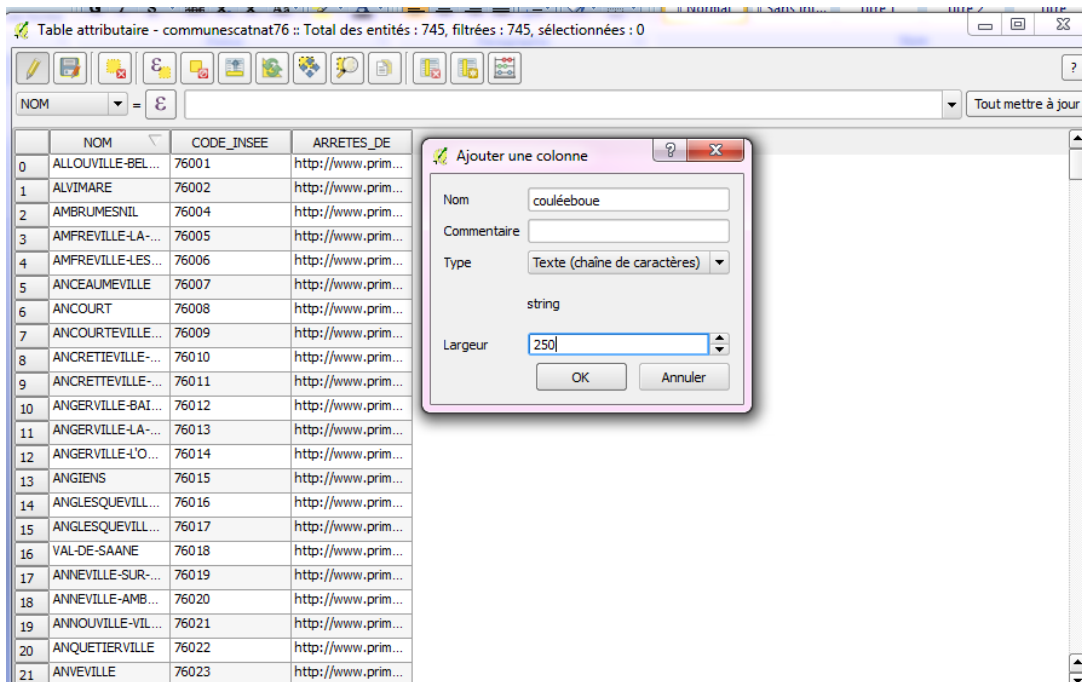 Table attributaire - communescatnat76 :: Total des entités : 745, filtrées : 745, sélectionnées : 0
NOM = ε Tout mettre à jour
NOM CODE_INSEE ARRETES_DE
0 ALLOUVILLE-BEL... 76001 http://www.prim...
1 ALVIMARE 76002 http://www.prim...
2 AMBRUMESNIL 76004 http://www.prim...
3 AMFREVILLE-LA-... 76005 http://www.prim...
4 AMFREVILLE-LES... 76006 http://www.prim...
5 ANCEAUMEVILLE 76007 http://www.prim...
6 ANCOURT 76008 http://www.prim...
7 ANCOURTEVILLE... 76009 http://www.prim...
8 ANCRETIEVILLE-... 76010 http://www.prim...
9 ANCRETTEVILLE-... 76011 http://www.prim...
10 ANGERVILLE-BAI... 76012 http://www.prim...
11 ANGERVILLE-LA-... 76013 http://www.prim...
12 ANGERVILLE-L'O... 76014 http://www.prim...
13 ANGIENS 76015 http://www.prim...
14 ANGLESQUEVILL... 76016 http://www.prim...
15 ANGLESQUEVILL... 76017 http://www.prim...
16 VAL-DE-SAANE 76018 http://www.prim...
17 ANNEVILLE-SUR-... 76019 http://www.prim...
18 ANNEVILLE-AMB... 76020 http://www.prim...
19 ANNOUVILLE-VIL... 76021 http://www.prim...
20 ANQUETIERVILLE 76022 http://www.prim...
21 ANVEVILLE 76023 http://www.prim...
Ajouter une colonne
Nom couléeboue
Commentaire
Type Texte (chaîne de caractères)
string
Largeur 250
OK Annuler